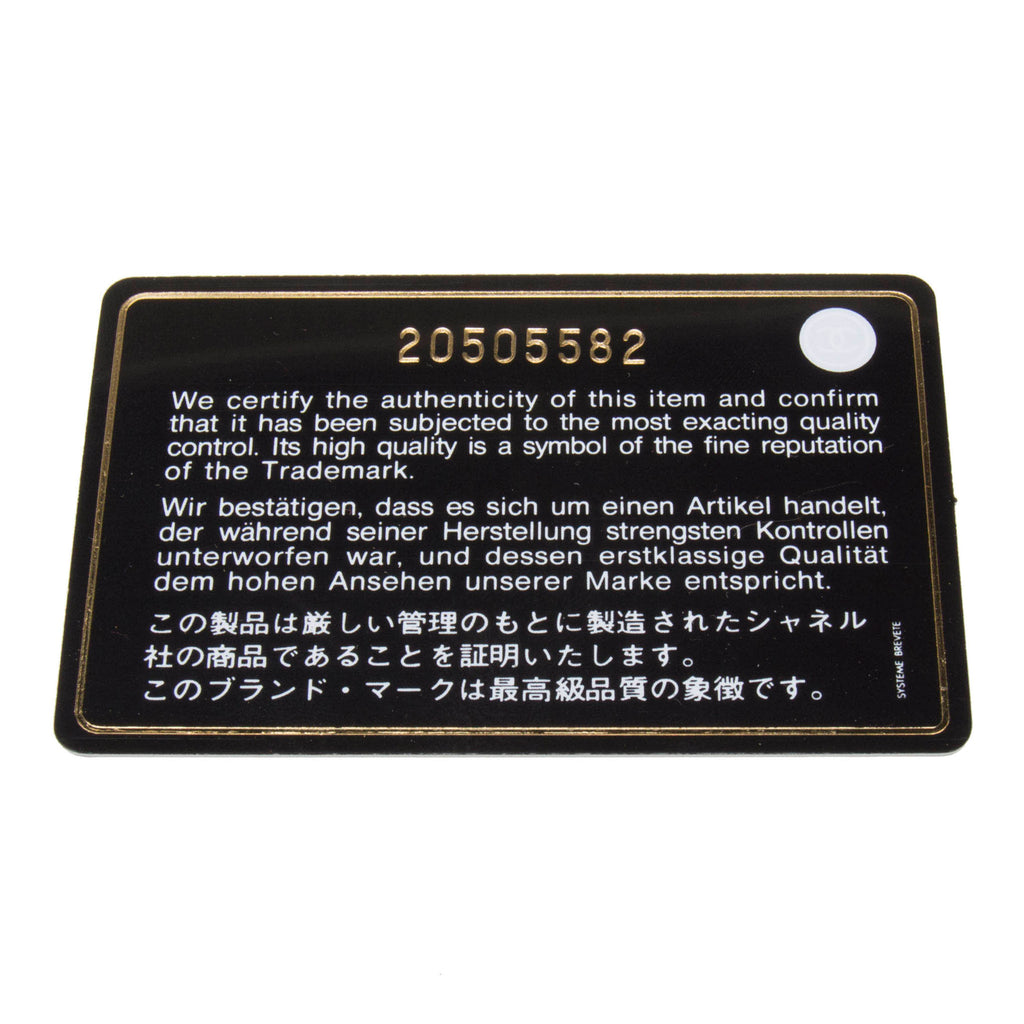 20505582
We certify the authenticity of this item and confirm
that it has been subjected to the most exacting quality
control. Its high quality is a symbol of the fine reputation
of the Trademark.
Wir bestätigen, dass es sich um einen Artikel handelt,
der während seiner Herstellung strengsten Kontrollen
unterworfen war, und dessen erstklassige Qualität
dem hohen Ansehen unserer Marke entspricht.
この製品は厳しい管理のもとに製造されたシャネル
社の商品であることを証明いたします。
このブランド・マークは最高級品質の象徴です。
SYSTEME BREVETE